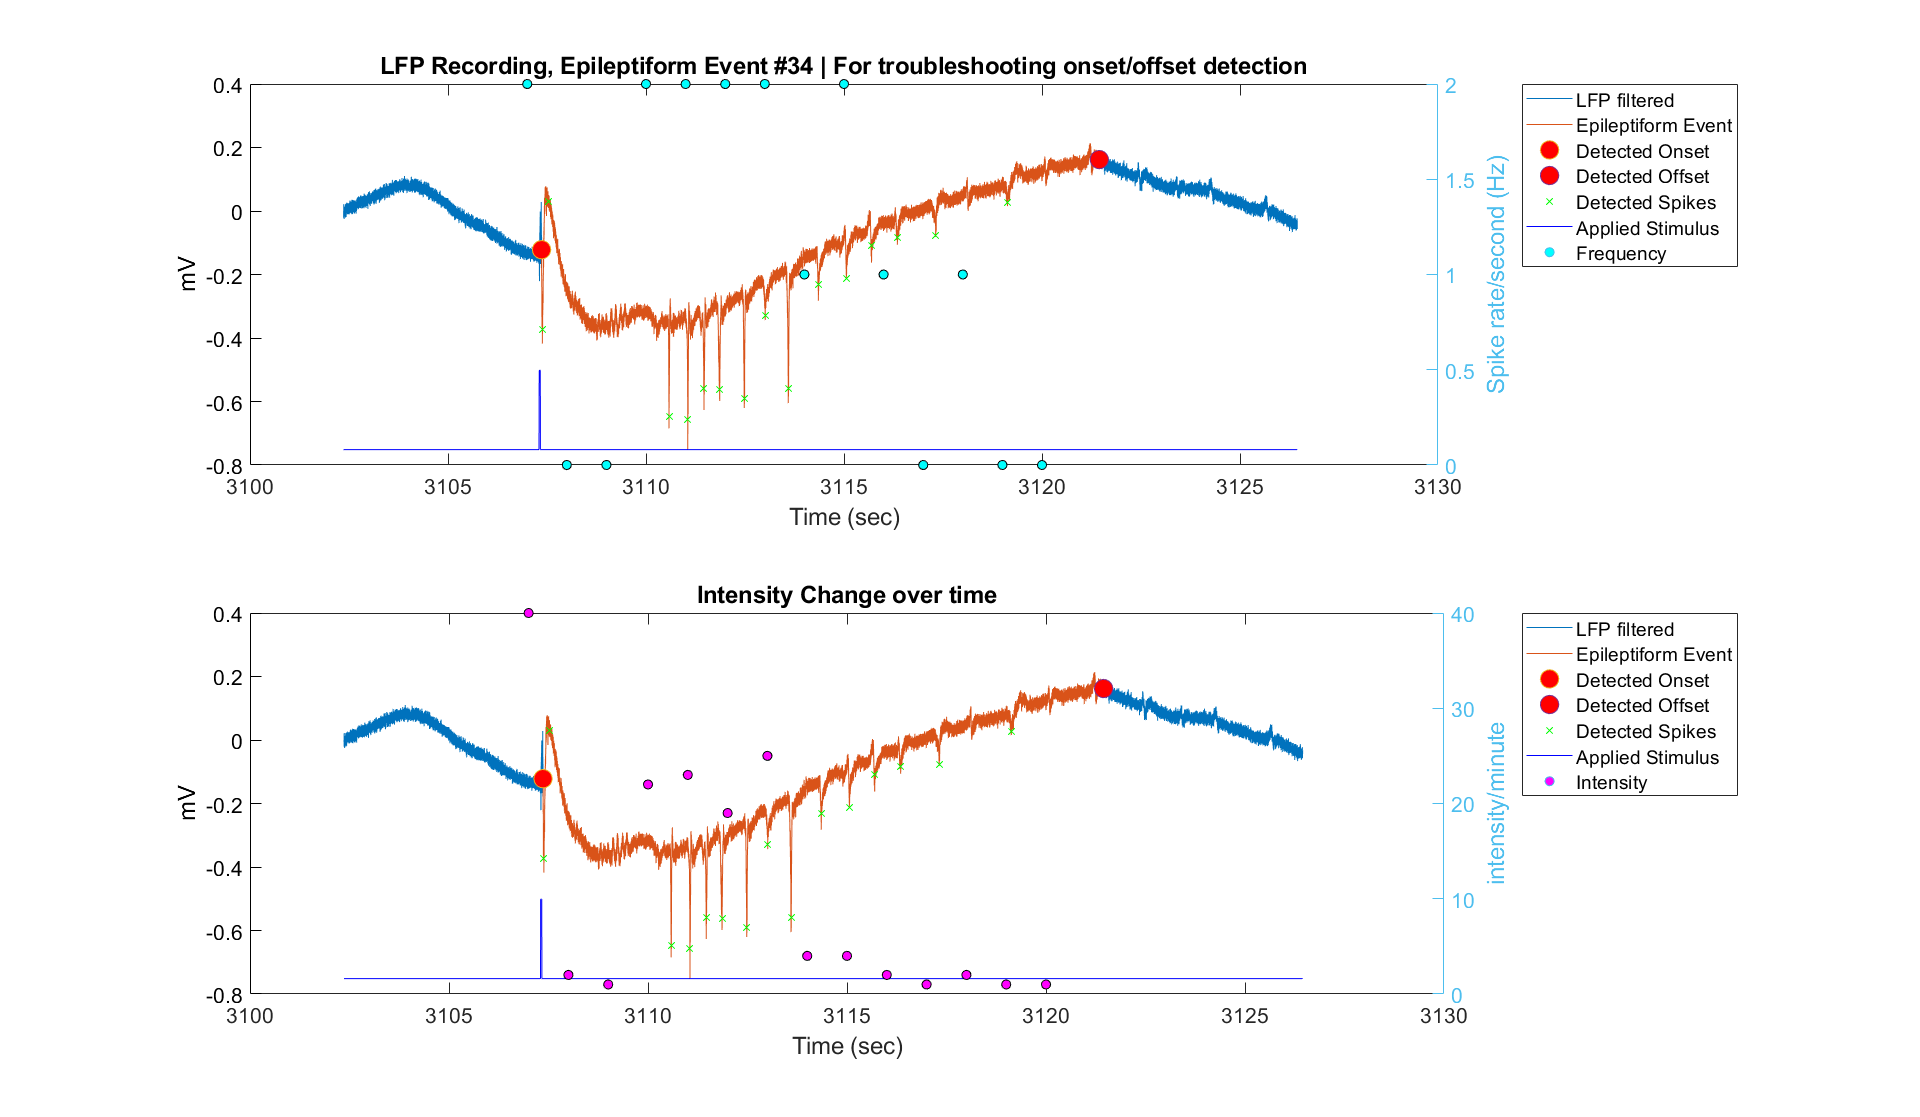 LFP Recording, Epileptiform Event #34 | For troubleshooting onset/offset detection
0.4
0.2
0
-0.2
-0.4
-0.6
-0.8
mV
3100
3105
3110
3115
3120
3125
3130
Time (sec)
2
1.5
1
0.5
0
Spike rate/second (Hz)
LFP filtered
Epileptiform Event
Detected Onset
Detected Offset
Detected Spikes
Applied Stimulus
Frequency
Intensity Change over time
0.4
0.2
0
-0.2
-0.4
-0.6
-0.8
mV
3100
3105
3110
3115
3120
3125
3130
Time (sec)
40
30
20
10
0
intensity/minute
LFP filtered
Epileptiform Event
Detected Onset
Detected Offset
Detected Spikes
Applied Stimulus
Intensity